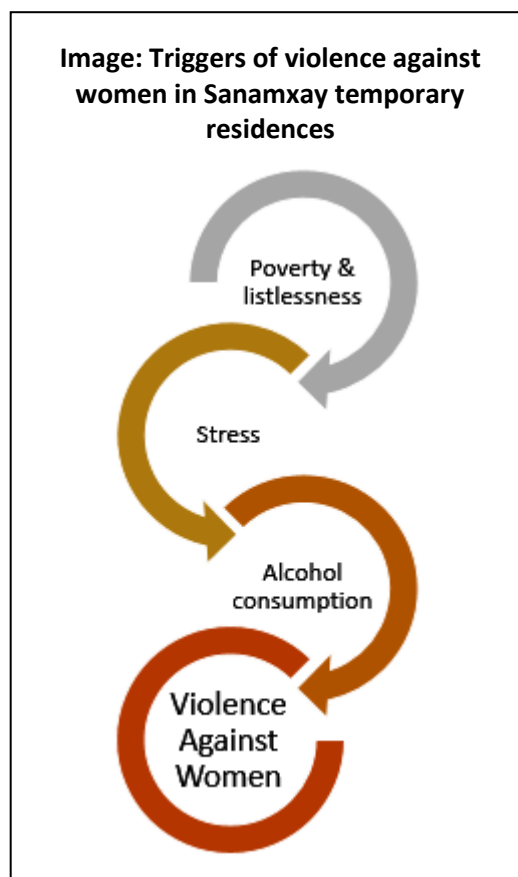 Image: Triggers of violence against
women in Sanamxay temporary
residences
Poverty &
listlessness
Stress
Alcohol
consumption
Violence
Against
Women